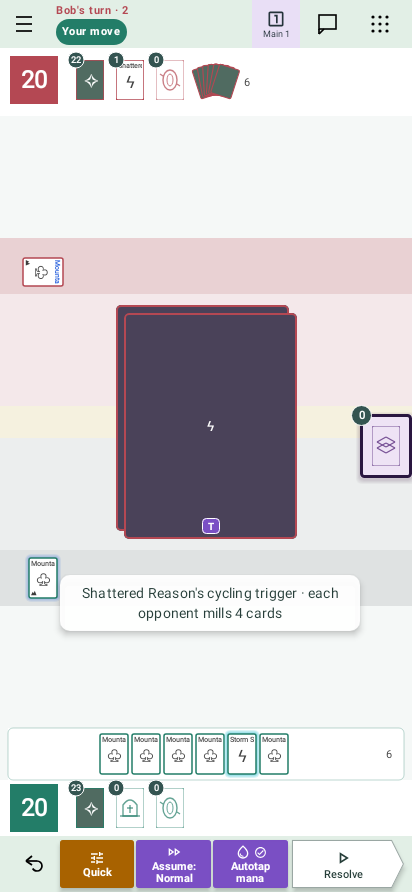 Bob's turn · 2
Your move
1
Main 1
20
22
1
0
6
Mounta
0
T
Mounta
Shattered Reason's cycling trigger · each
opponent mills 4 cards
Mounta
Mounta
Mounta
Mounta
Storm S
Mounta
6
20
23
0
0
Quick
Assume:
Normal
Autotap
mana
Resolve